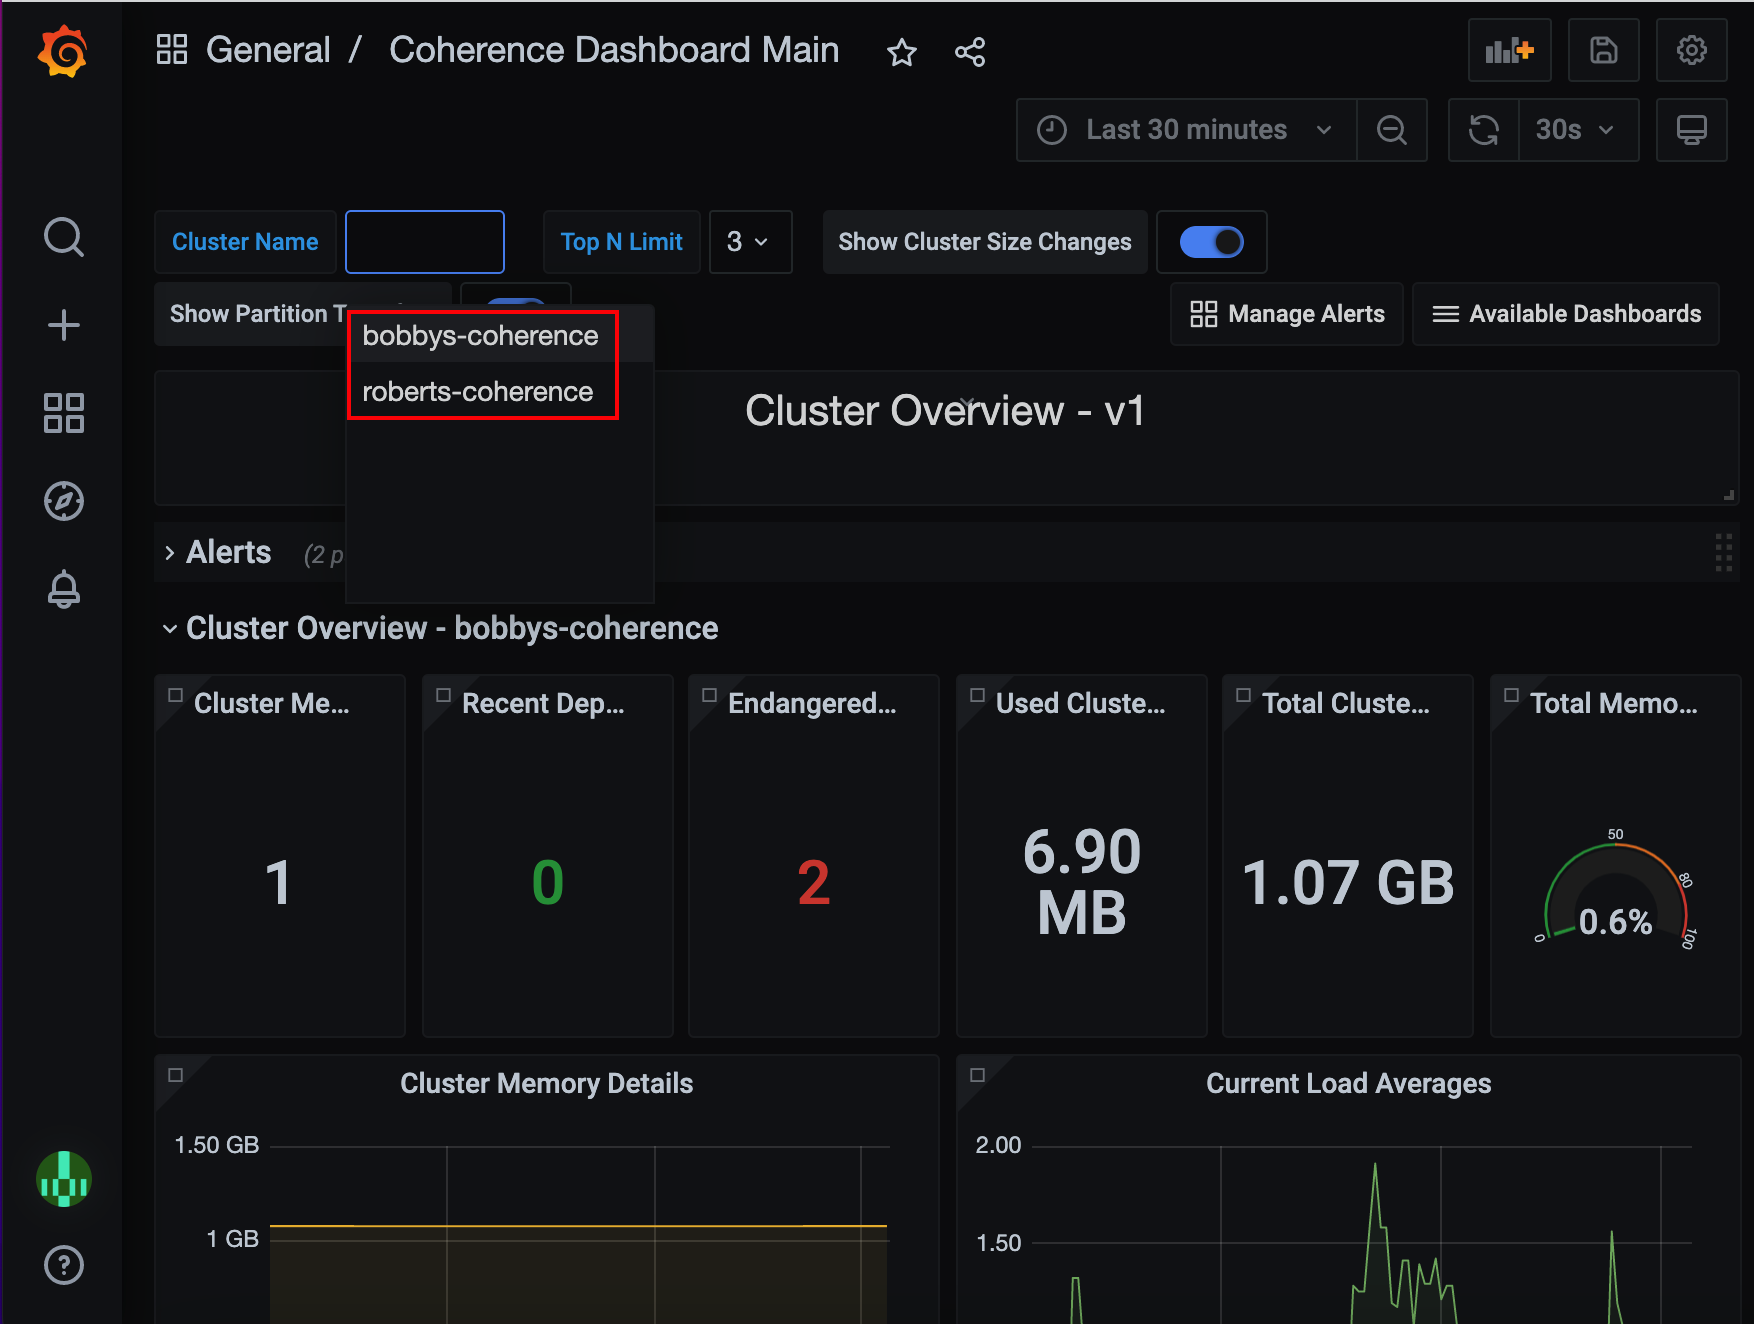 General / Coherence Dashboard Main
Last 30 minutes
30s
Cluster Name
Top N Limit
3
Show Cluster Size Changes
Show Partition T
Manage Alerts
Available Dashboards
bobbys-coherence
roberts-coherence
Cluster Overview - v1
Alerts (2 p
Cluster Overview - bobbys-coherence
Cluster Me...
Recent Dep...
Endangered...
Used Cluste...
Total Cluste...
Total Memo...
1
0
2
6.90
MB
1.07 GB
0
50
80
100
0.6%
Cluster Memory Details
1.50 GB
1 GB
Current Load Averages
2.00
1.50
?